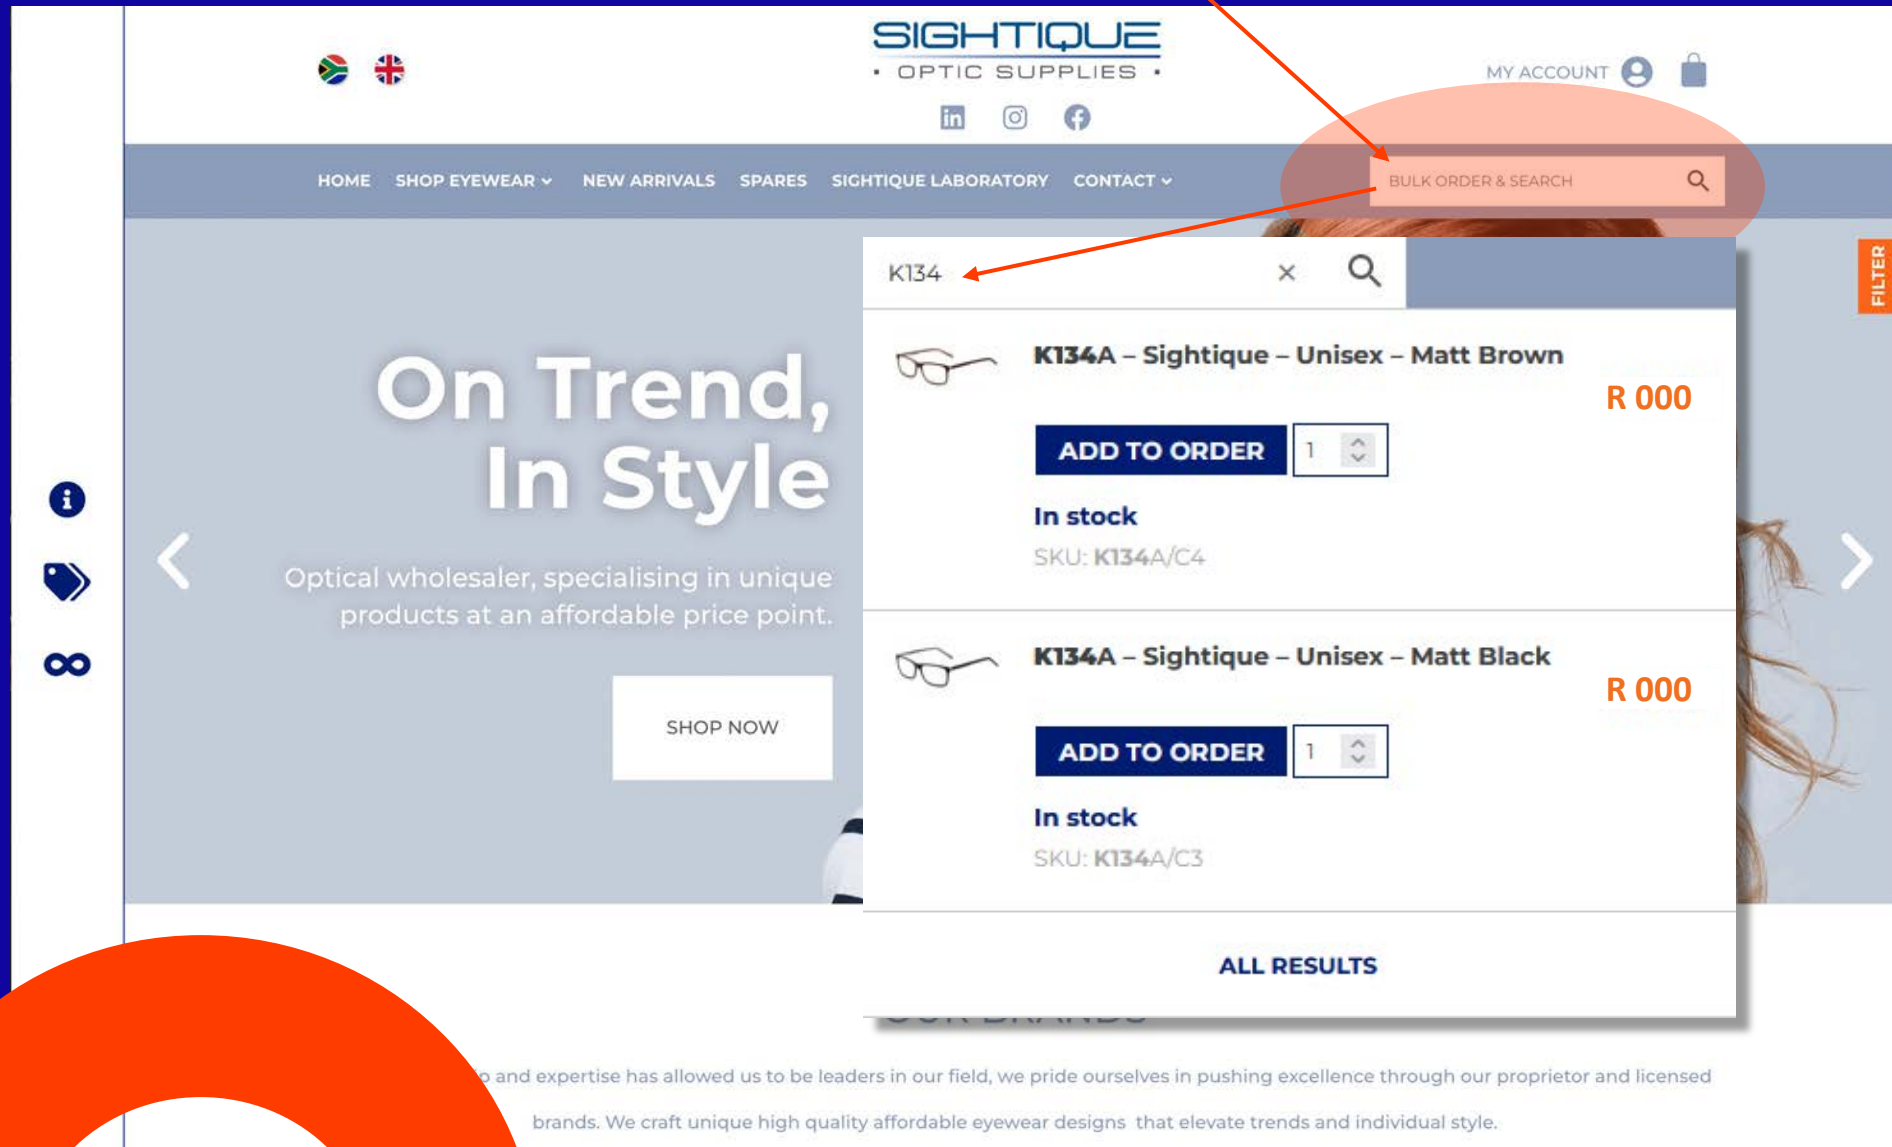 SIGHTIQUE
• OPTIC SUPPLIES •
MY ACCOUNT
HOME SHOP EYEWEAR NEW ARRIVALS SPARES SIGHTIQUE LABORATORY CONTACT
BULK ORDER & SEARCH
FILTER
K134
On Trend,
In Style
Optical wholesaler, specialising in unique
products at an affordable price point.
SHOP NOW
K134A – Sightique – Unisex – Matt Brown
R 000
ADD TO ORDER 1
In stock
SKU: K134A/C4
K134A – Sightique – Unisex – Matt Black
R 000
ADD TO ORDER 1
In stock
SKU: K134A/C3
ALL RESULTS
OUR BRANDS
and expertise has allowed us to be leaders in our field, we pride ourselves in pushing excellence through our proprietor and licensed
brands. We craft unique high quality affordable eyewear designs that elevate trends and individual style.